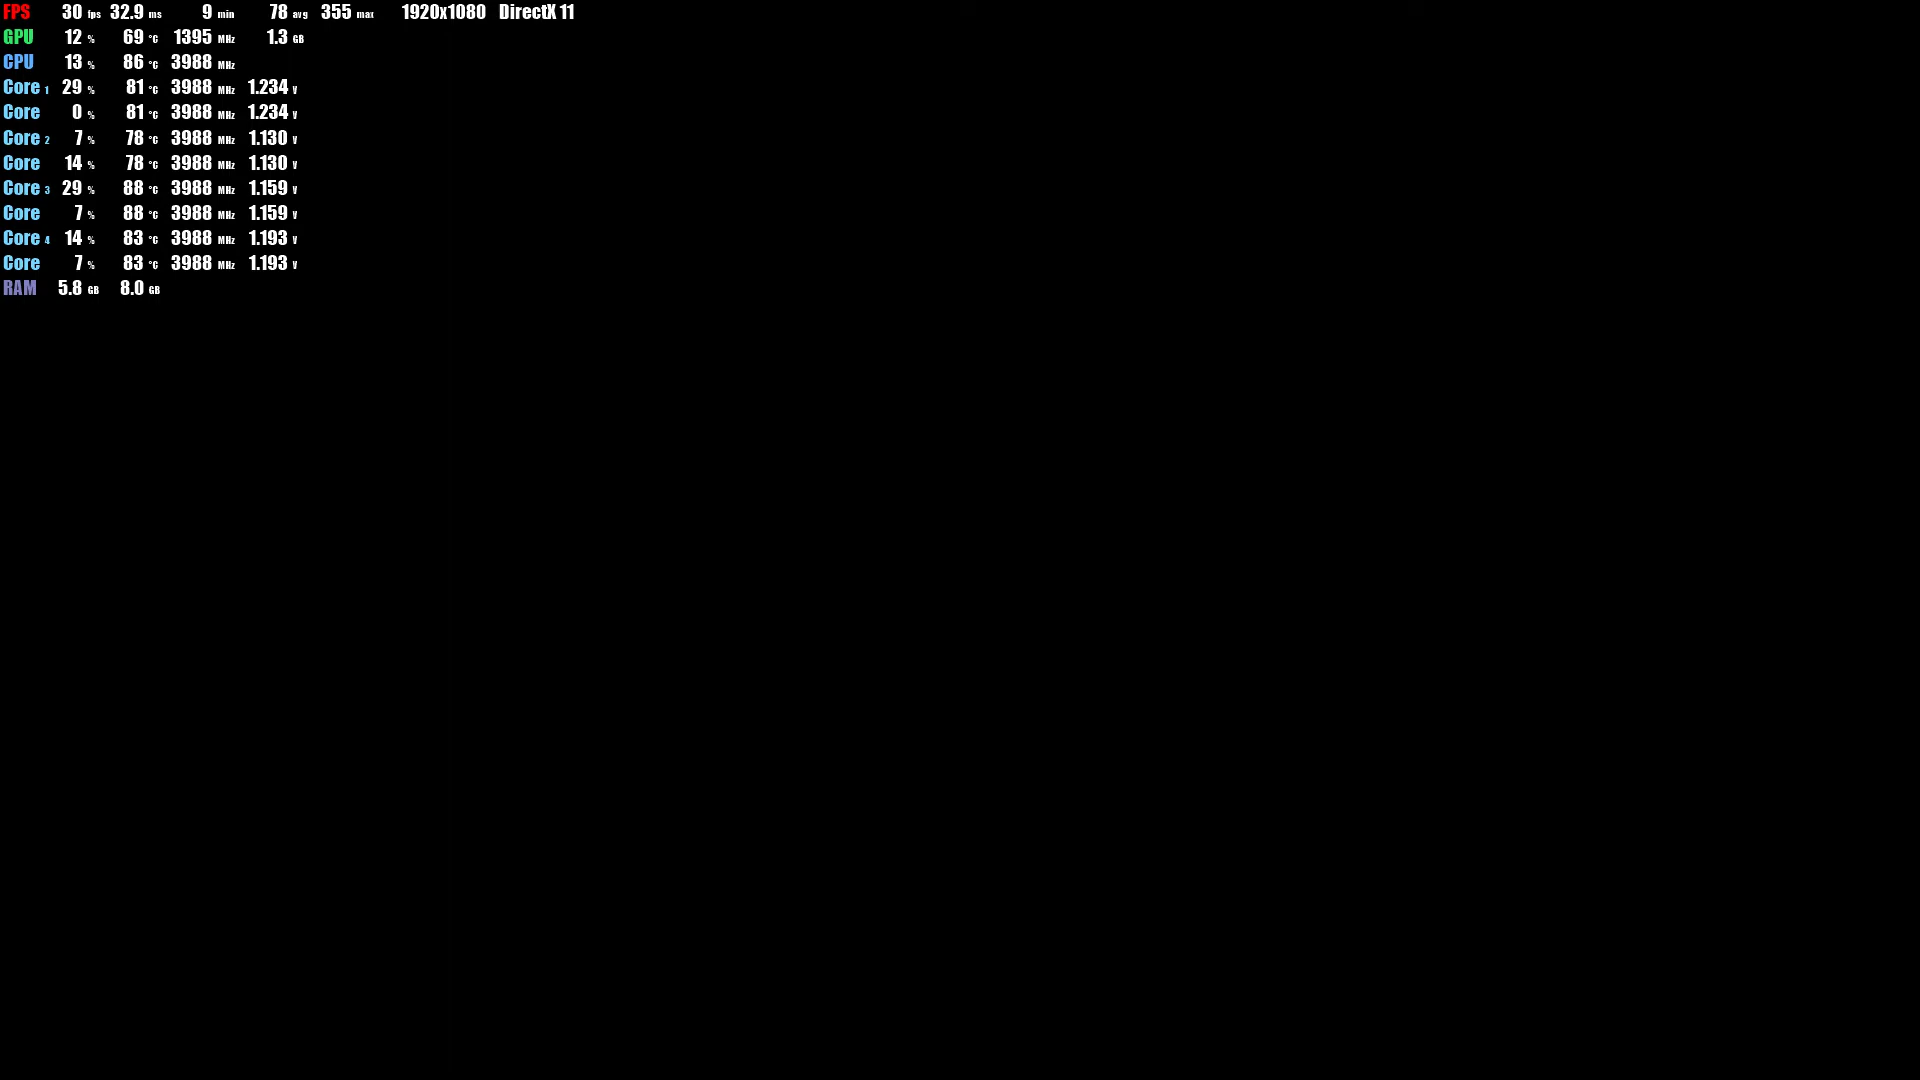 FPS 30 fps 32.9 ms 9 min 78 avg 355 max 1920x1080 DirectX 11
GPU 12 % 69 °C 1395 MHz 1.3 GB
CPU 13 % 86 °C 3988 MHz
Core 1 29 % 81 °C 3988 MHz 1.234 V
Core 0 % 81 °C 3988 MHz 1.234 V
Core 2 7 % 78 °C 3988 MHz 1.130 V
Core 14 % 78 °C 3988 MHz 1.130 V
Core 3 29 % 88 °C 3988 MHz 1.159 V
Core 7 % 88 °C 3988 MHz 1.159 V
Core 4 14 % 83 °C 3988 MHz 1.193 V
Core 7 % 83 °C 3988 MHz 1.193 V
RAM 5.8 GB 8.0 GB